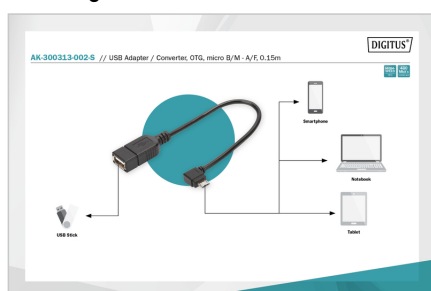 DIGITUS®
AK-300313-002-S // USB Adapter / Converter, OTG, micro B/M - A/F, 0.15m
Smartphone
Notebook
USB Stick
Tablet